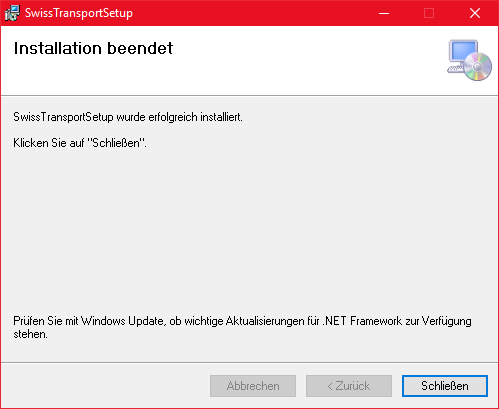 SwissTransportSetup
Installation beendet
SwissTransportSetup wurde erfolgreich installiert.
Klicken Sie auf "Schließen".
Prüfen Sie mit Windows Update, ob wichtige Aktualisierungen für .NET Framework zur Verfügung
stehen.
Abbrechen
< Zurück
Schließen